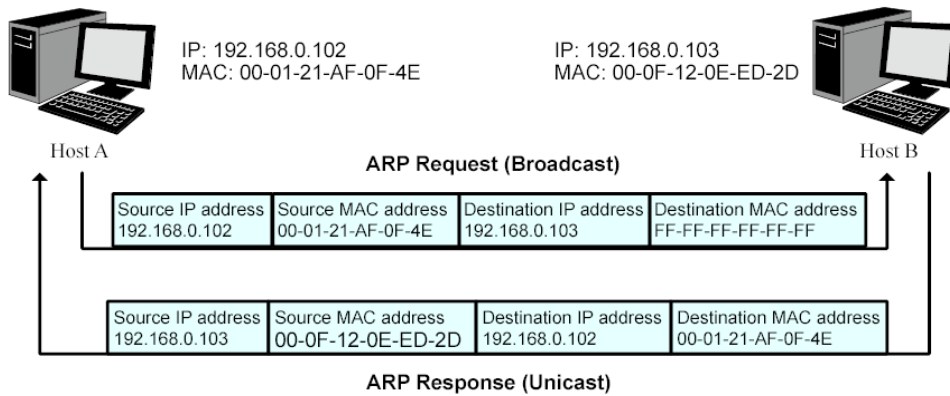 IP: 192.168.0.102
MAC: 00-01-21-AF-0F-4E
IP: 192.168.0.103
MAC: 00-0F-12-0E-ED-2D
Host A
Host B
ARP Request (Broadcast)
Source IP address
192.168.0.102
Source MAC address
00-01-21-AF-0F-4E
Destination IP address
192.168.0.103
Destination MAC address
FF-FF-FF-FF-FF-FF
Source IP address
192.168.0.103
Source MAC address
00-0F-12-0E-ED-2D
Destination IP address
192.168.0.102
Destination MAC address
00-01-21-AF-0F-4E
ARP Response (Unicast)